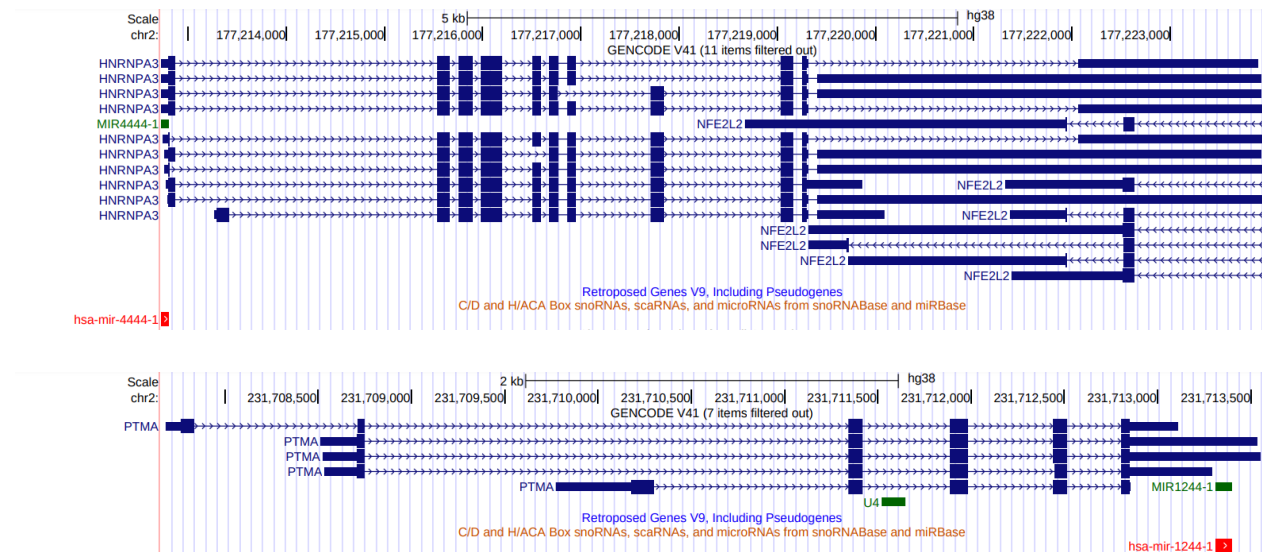 Scale 5 kb hg38
chr2: 177,214,000 177,215,000 177,216,000 177,217,000 177,218,000 177,219,000 177,220,000 177,221,000 177,222,000 177,223,000
GENCODE V41 (11 items filtered out)
HNRNPA3
HNRNPA3
HNRNPA3
HNRNPA3
MIR4444-1 NFE2L2
HNRNPA3
HNRNPA3
HNRNPA3
HNRNPA3 NFE2L2
HNRNPA3
HNRNPA3 NFE2L2
NFE2L2
NFE2L2
NFE2L2
NFE2L2
Retroposed Genes V9, Including Pseudogenes
C/D and H/ACA Box snoRNAs, scaRNAs, and microRNAs from snoRNABase and miRBase
hsa-mir-4444-1
Scale 2 kb hg38
chr2: 231,708,500 231,709,000 231,709,500 231,710,000 231,710,500 231,711,000 231,711,500 231,712,000 231,712,500 231,713,000 231,713,500
GENCODE V41 (7 items filtered out)
PTMA
PTMA
PTMA
PTMA
PTMA MIR1244-1
U4
Retroposed Genes V9, Including Pseudogenes
C/D and H/ACA Box snoRNAs, scaRNAs, and microRNAs from snoRNABase and miRBase
hsa-mir-1244-1